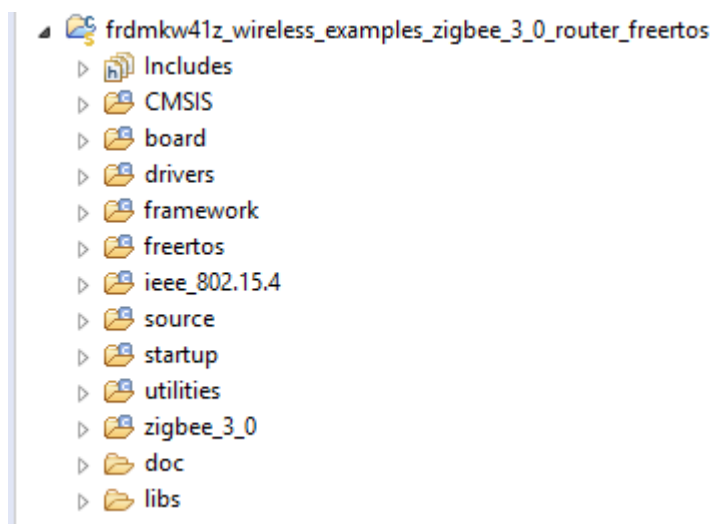 frdmkw41z_wireless_examples_zigbee_3_0_router_freertos
Includes
CMSIS
board
drivers
framework
freertos
ieee_802.15.4
source
startup
utilities
zigbee_3_0
doc
libs